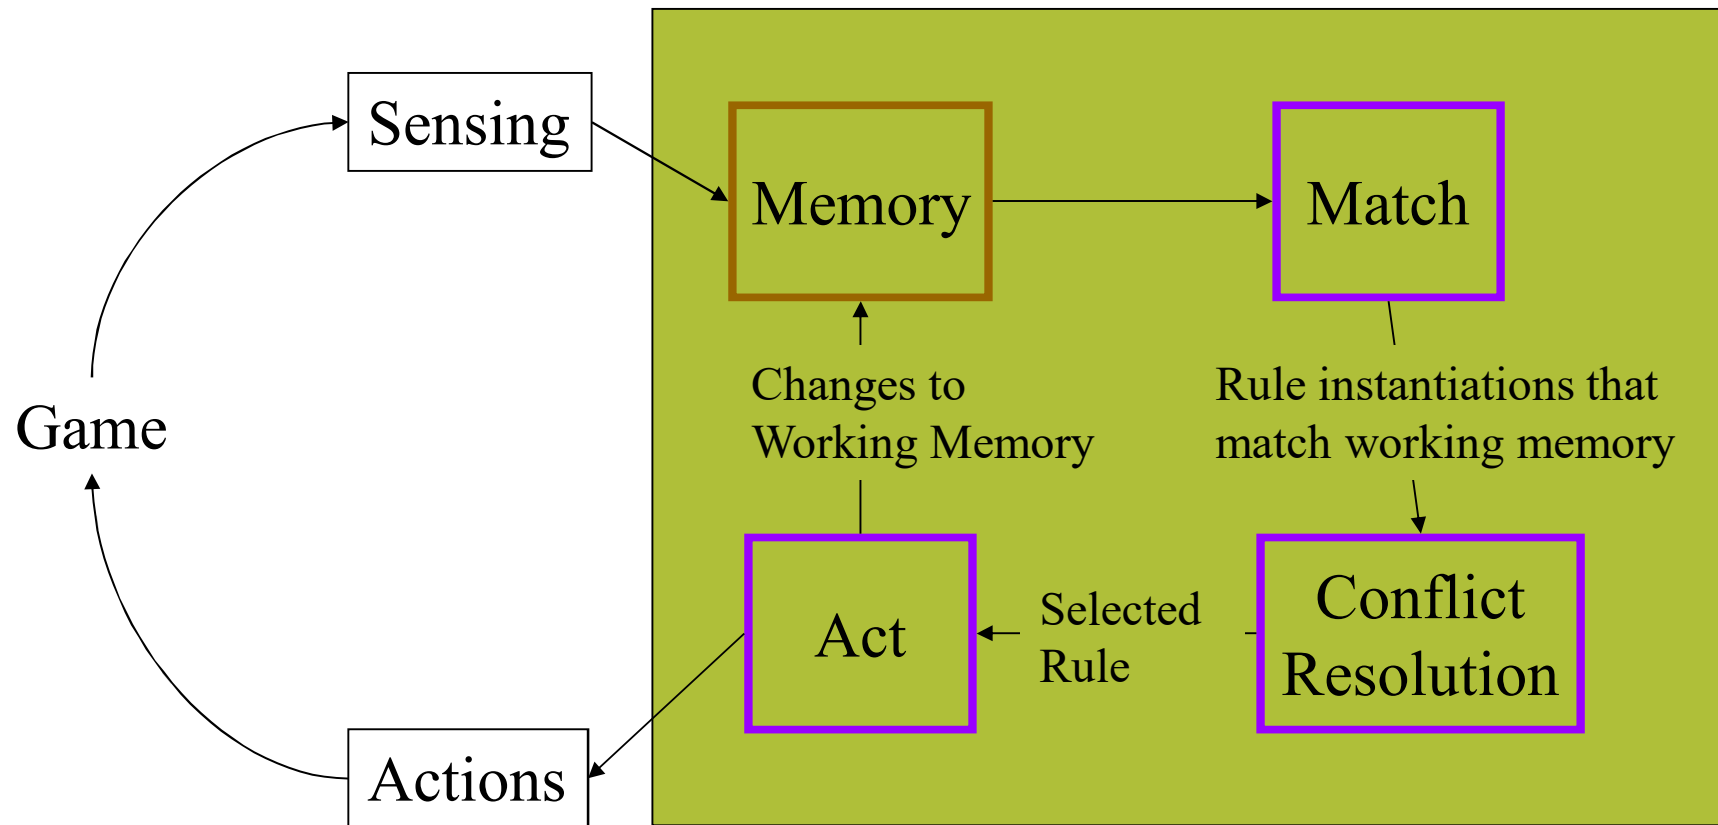 Sensing
Memory
Match
Changes to
Working Memory
Rule instantiations that
match working memory
Game
Act
Selected
Rule
Conflict
Resolution
Actions